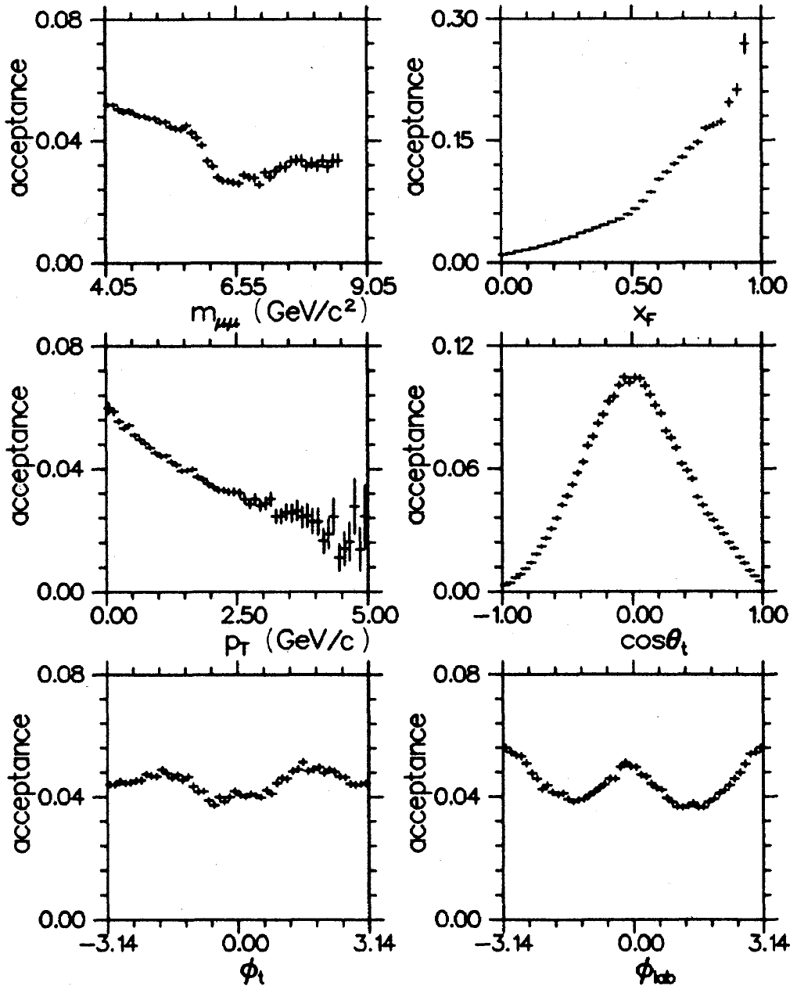 acceptance
0.08
0.04
0.00
4.05 6.55 9.05
mμμ (GeV/c²)
acceptance
0.30
0.15
0.00
0.00 0.50 1.00
xF
acceptance
0.08
0.04
0.00
0.00 2.50 5.00
pT (GeV/c)
acceptance
0.12
0.06
0.00
-1.00 0.00 1.00
cosθt
acceptance
0.08
0.04
0.00
-3.14 0.00 3.14
ϕt
acceptance
0.08
0.04
0.00
-3.14 0.00 3.14
ϕlab